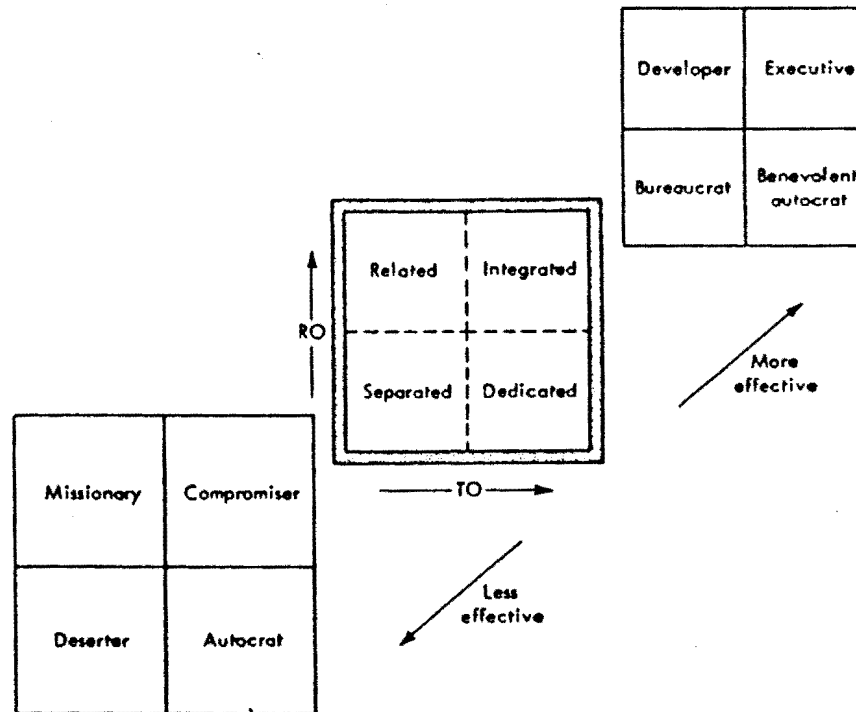 Developer
Executive
Bureaucrat
Benevolent
autocrat
Related
Integrated
RO
Separated
Dedicated
More
effective
TO
Missionary
Compromiser
Less
effective
Deserter
Autocrat